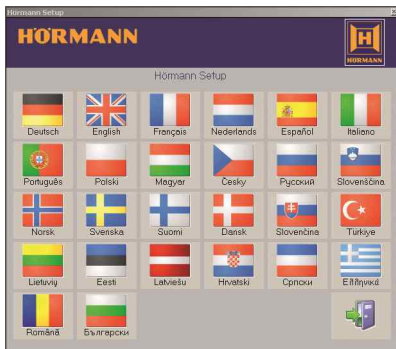 Hörmann Setup
HÖRMANN
HÖRMANN
Hörmann Setup
Deutsch English Français Nederlands Español Italiano
Português Polski Magyar Česky Русский Slovenščina
Norsk Svenska Suomi Dansk Slovenčina Türkiye
Lietuvių Eesti Latviešu Hrvatski Српски Ελληνικά
Română Български